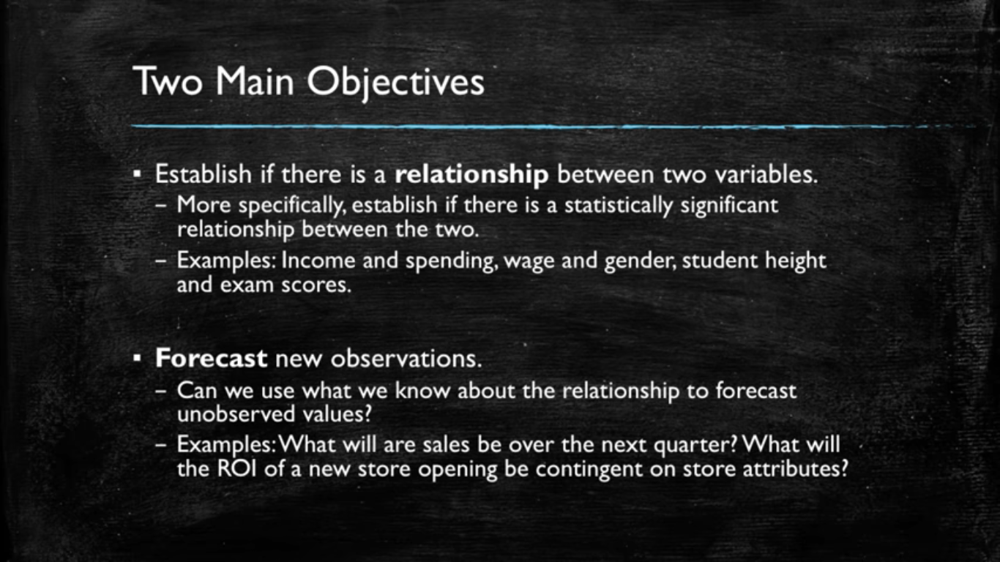 Two Main Objectives
▪ Establish if there is a relationship between two variables.
– More specifically, establish if there is a statistically significant
relationship between the two.
– Examples: Income and spending, wage and gender, student height
and exam scores.
▪ Forecast new observations.
– Can we use what we know about the relationship to forecast
unobserved values?
– Examples: What will are sales be over the next quarter? What will
the ROI of a new store opening be contingent on store attributes?